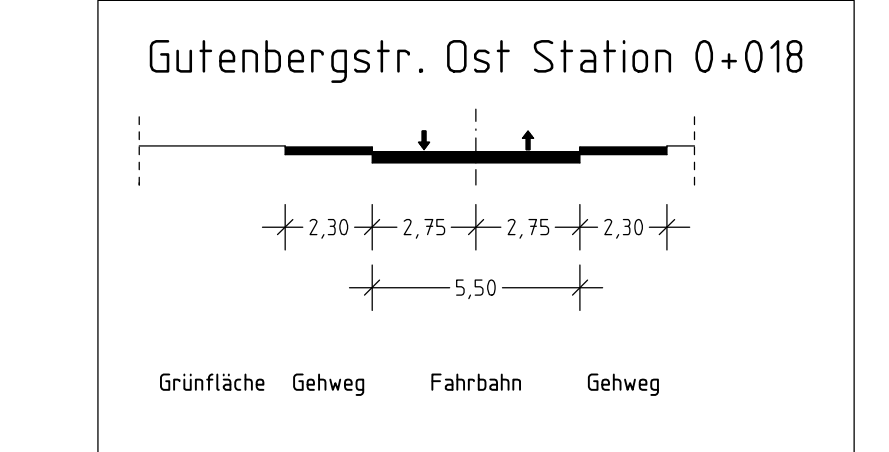 Gutenbergstr. Ost Station 0+018
2,30 2,75 2,75 2,30
5,50
Grünfläche Gehweg Fahrbahn Gehweg